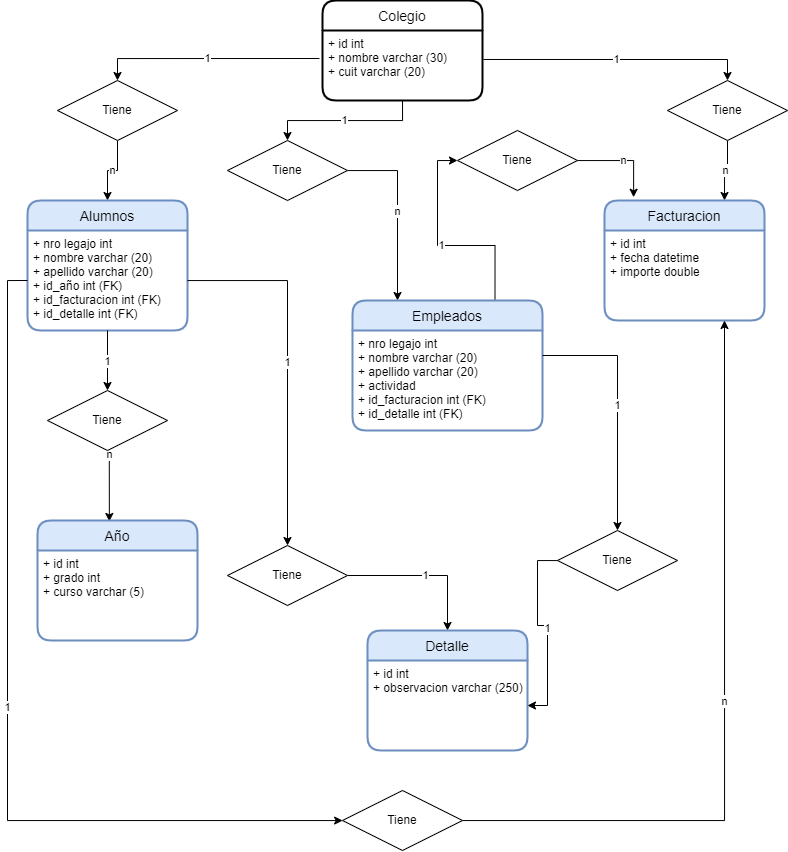 Colegio
+ id int
+ nombre varchar (30)
+ cuit varchar (20)
1
1
Tiene
Tiene
1
Tiene
Tiene
n
n
n
n
1
Alumnos
+ nro legajo int
+ nombre varchar (20)
+ apellido varchar (20)
+ id_año int (FK)
+ id_facturacion int (FK)
+ id_detalle int (FK)
Facturacion
+ id int
+ fecha datetime
+ importe double
Empleados
+ nro legajo int
+ nombre varchar (20)
+ apellido varchar (20)
+ actividad
+ id_facturacion int (FK)
+ id_detalle int (FK)
1
1
1
Tiene
n
Año
+ id int
+ grado int
+ curso varchar (5)
Tiene
1
Tiene
1
Detalle
+ id int
+ observacion varchar (250)
1
n
Tiene